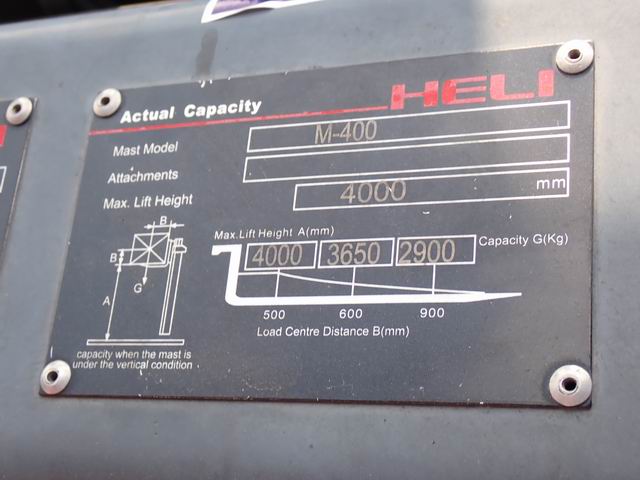 Actual Capacity HELI
Mast Model M-400
Attachments
Max. Lift Height 4000 mm
Max. Lift Height A(mm)
4000 3650 2900 Capacity G(Kg)
500 600 900
Load Centre Distance B(mm)
B
B
G
A
capacity when the mast is
under the vertical condition